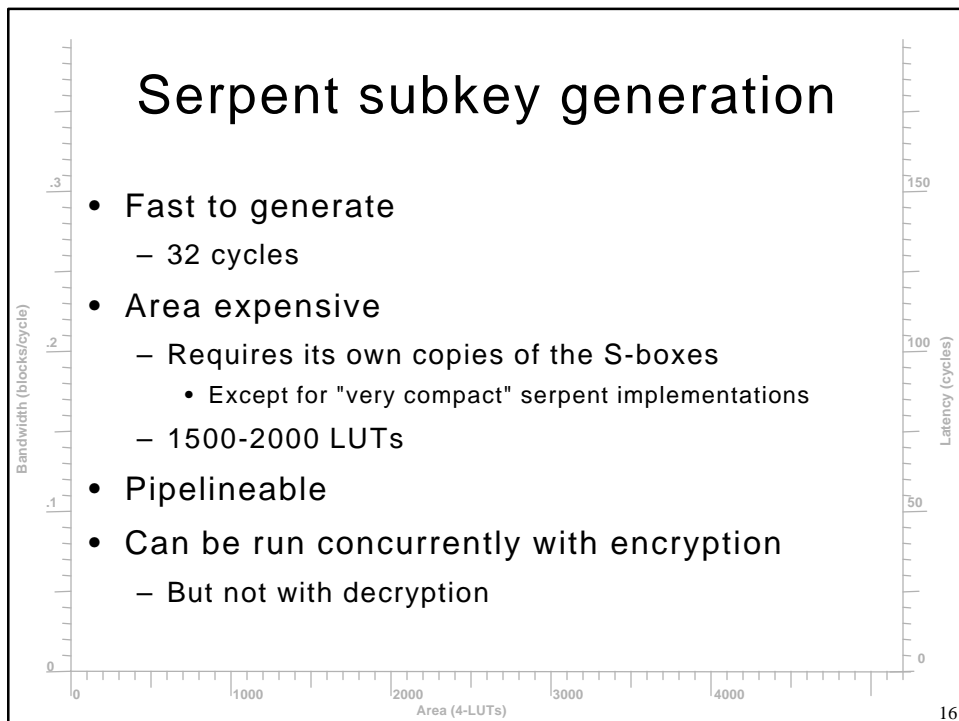 Serpent subkey generation
• Fast to generate
– 32 cycles
• Area expensive
– Requires its own copies of the S-boxes
• Except for "very compact" serpent implementations
– 1500-2000 LUTs
• Pipelineable
• Can be run concurrently with encryption
– But not with decryption
Bandwidth (blocks/cycle)
.3
.2
.1
0
Latency (cycles)
150
100
50
0
0 1000 2000 3000 4000
Area (4-LUTs)
16